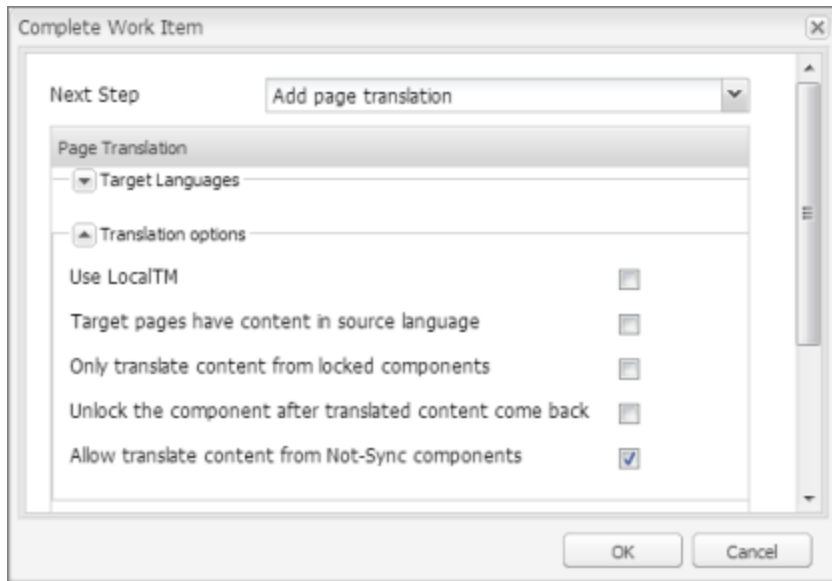 Complete Work Item
Next Step Add page translation
Page Translation
Target Languages
Translation options
Use LocalTM
Target pages have content in source language
Only translate content from locked components
Unlock the component after translated content come back
Allow translate content from Not-Sync components
OK Cancel